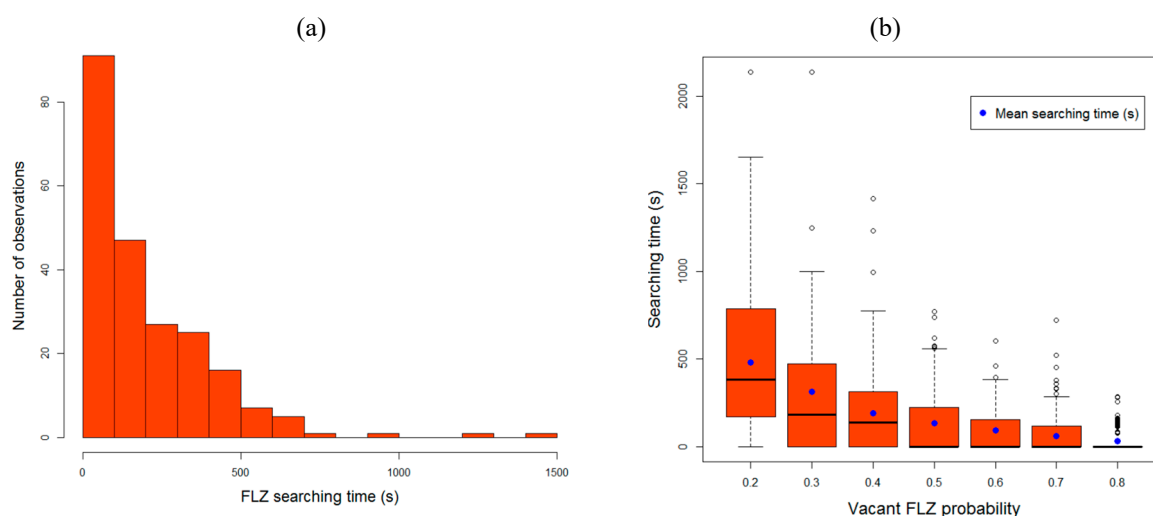 (a)
(b)
Number of observations
0
20
40
60
80
0 500 1000 1500
FLZ searching time (s)
Searching time (s)
0
500
1000
1500
2000
Mean searching time (s)
0.2 0.3 0.4 0.5 0.6 0.7 0.8
Vacant FLZ probability